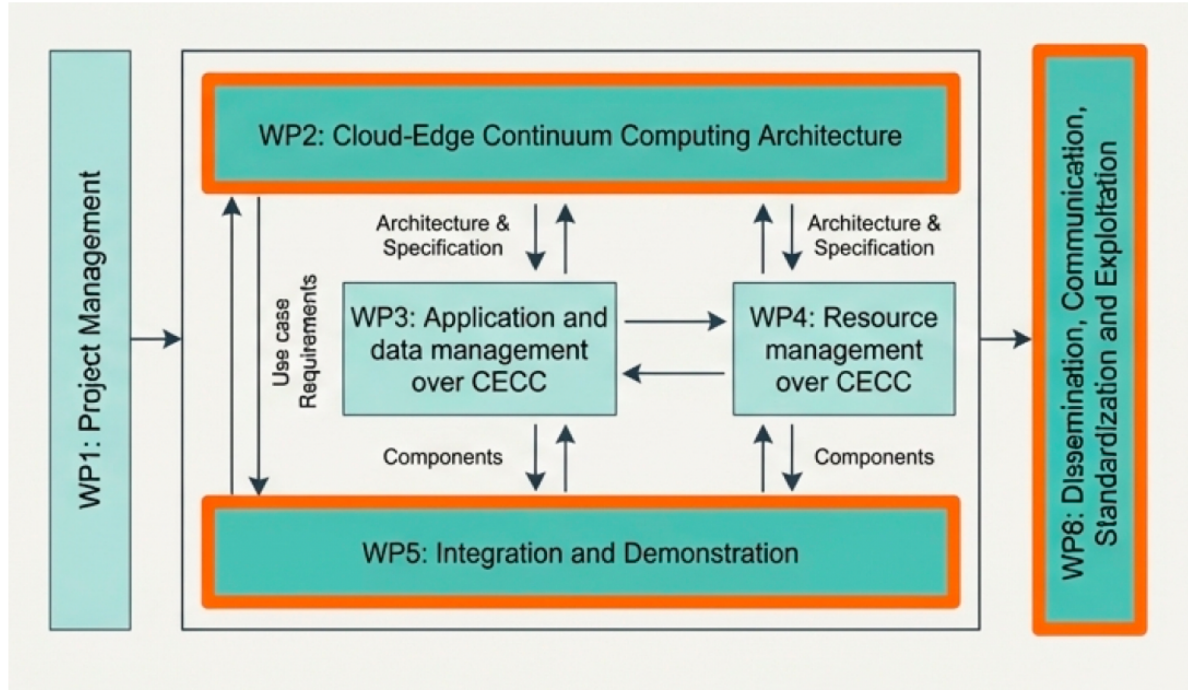 WP1: Project Management
WP2: Cloud-Edge Continuum Computing Architecture
Architecture &
Specification
Architecture &
Specification
Use case
Requirements
WP3: Application and
data management
over CECC
WP4: Resource
management
over CECC
Components
Components
WP5: Integration and Demonstration
WP6: Dissemination, Communication,
Standardization and Exploitation